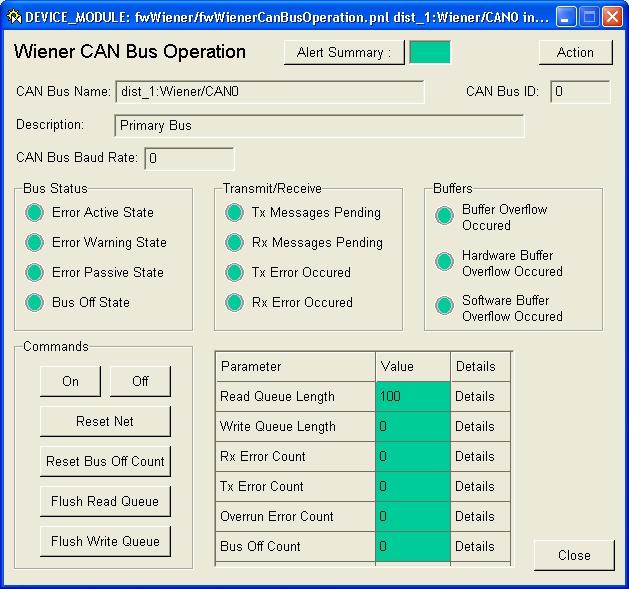 DEVICE_MODULE: fwWiener/fwWienerCanBusOperation.pnl dist_1:Wiener/CAN0 in...
Wiener CAN Bus Operation
Alert Summary :
Action
CAN Bus Name: dist_1:Wiener/CAN0
CAN Bus ID: 0
Description: Primary Bus
CAN Bus Baud Rate: 0
Bus Status
Error Active State
Error Warning State
Error Passive State
Bus Off State
Transmit/Receive
Tx Messages Pending
Rx Messages Pending
Tx Error Occured
Rx Error Occured
Buffers
Buffer Overflow
Occured
Hardware Buffer
Overflow Occured
Software Buffer
Overflow Occured
Commands
On Off
Reset Net
Reset Bus Off Count
Flush Read Queue
Flush Write Queue
Parameter Value Details
Read Queue Length 100 Details
Write Queue Length 0 Details
Rx Error Count 0 Details
Tx Error Count 0 Details
Overrun Error Count 0 Details
Bus Off Count 0 Details
Close